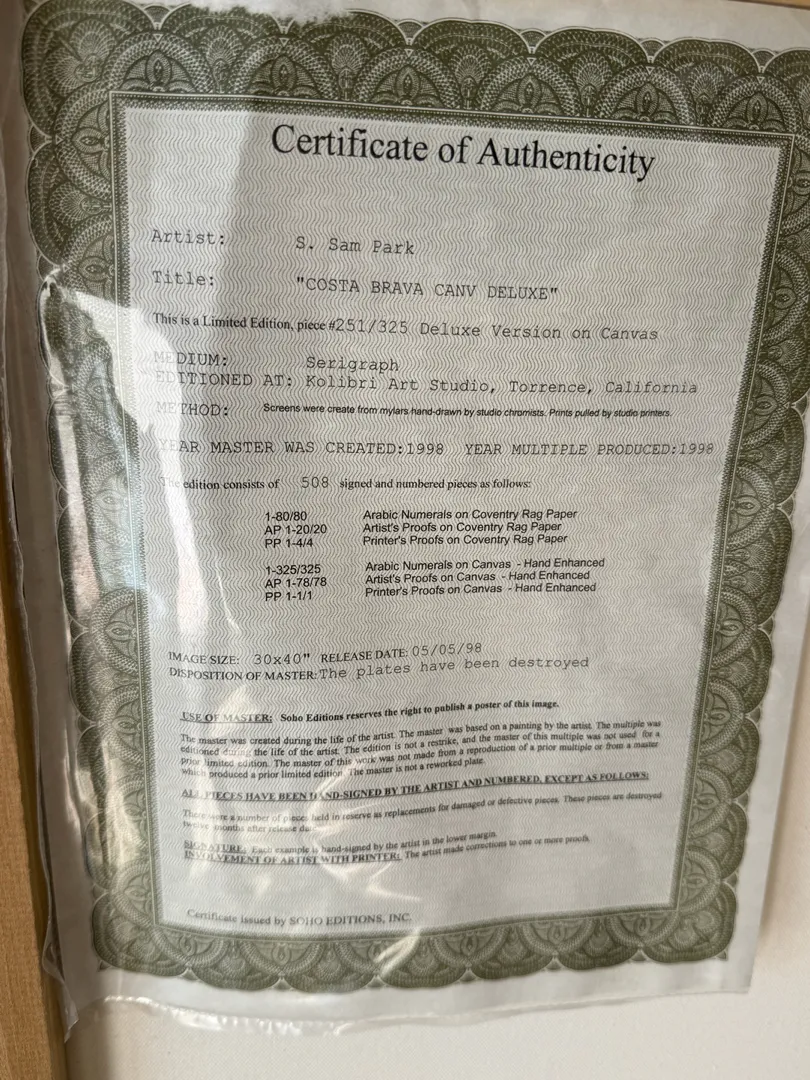 Certificate of Authenticity
Artist: S. Sam Park
Title: "COSTA BRAVA CANV DELUXE"
This is a Limited Edition, piece #251/325 Deluxe Version on Canvas
MEDIUM: Serigraph
EDITIONED AT: Kolibri Art Studio, Torrence, California
METHOD: Screens were create from mylars hand-drawn by studio chromists. Prints pulled by studio printers.
YEAR MASTER WAS CREATED:1998 YEAR MULTIPLE PRODUCED:1998
The edition consists of 508 signed and numbered pieces as follows:
1-80/80 Arabic Numerals on Coventry Rag Paper
AP 1-20/20 Artist's Proofs on Coventry Rag Paper
PP 1-4/4 Printer's Proofs on Coventry Rag Paper
1-325/325 Arabic Numerals on Canvas - Hand Enhanced
AP 1-78/78 Artist's Proofs on Canvas - Hand Enhanced
PP 1-1/1 Printer's Proofs on Canvas - Hand Enhanced
IMAGE SIZE: 30x40" RELEASE DATE: 05/05/98
DISPOSITION OF MASTER: The plates have been destroyed
USE OF MASTER: Soho Editions reserves the right to publish a poster of this image.
The master was created during the life of the artist. The master was based on a painting by the artist. The multiple was
editioned during the life of the artist. The edition is not a restrike, and the master of this multiple was not used for a
prior limited edition. The master of this work was not made from a reproduction of a prior multiple or from a master
which produced a prior limited edition. The master is not a reworked plate.
ALL PIECES HAVE BEEN HAND-SIGNED BY THE ARTIST AND NUMBERED, EXCEPT AS FOLLOWS:
There were a number of pieces held in reserve as replacements for damaged or defective pieces. These pieces are destroyed
twelve months after release
SIGNATURE: Each example is hand-signed by the artist in the lower margin.
INVOLVEMENT OF ARTIST WITH PRINTER: The artist made corrections to one or more proofs.
Certificate issued by SOHO EDITIONS, INC.